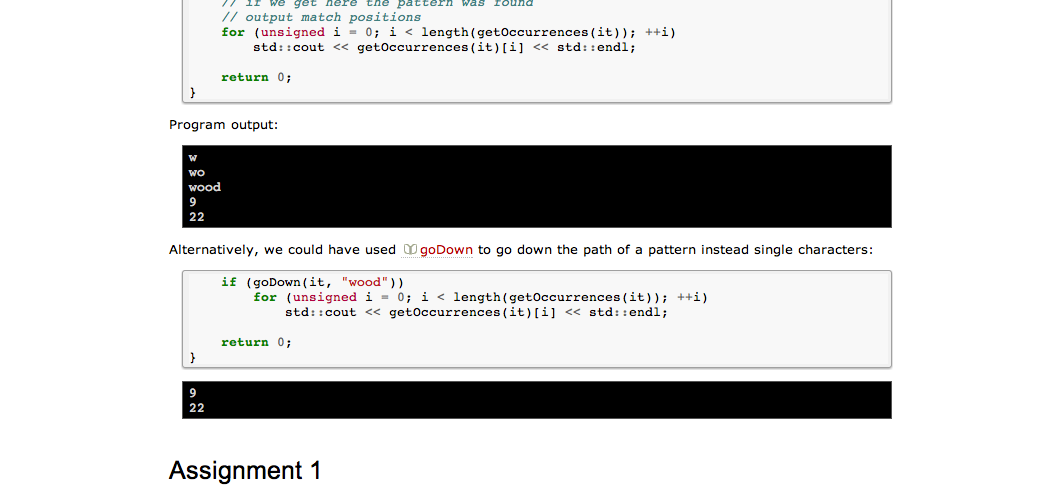 // if we get here the pattern was found
// output match positions
for (unsigned i = 0; i < length(getOccurrences(it)); ++i)
std::cout << getOccurrences(it)[i] << std::endl;
return 0;
}
Program output:
w
wo
wood
9
22
Alternatively, we could have used goDown to go down the path of a pattern instead single characters:
if (goDown(it, "wood"))
for (unsigned i = 0; i < length(getOccurrences(it)); ++i)
std::cout << getOccurrences(it)[i] << std::endl;
return 0;
}
9
22
Assignment 1